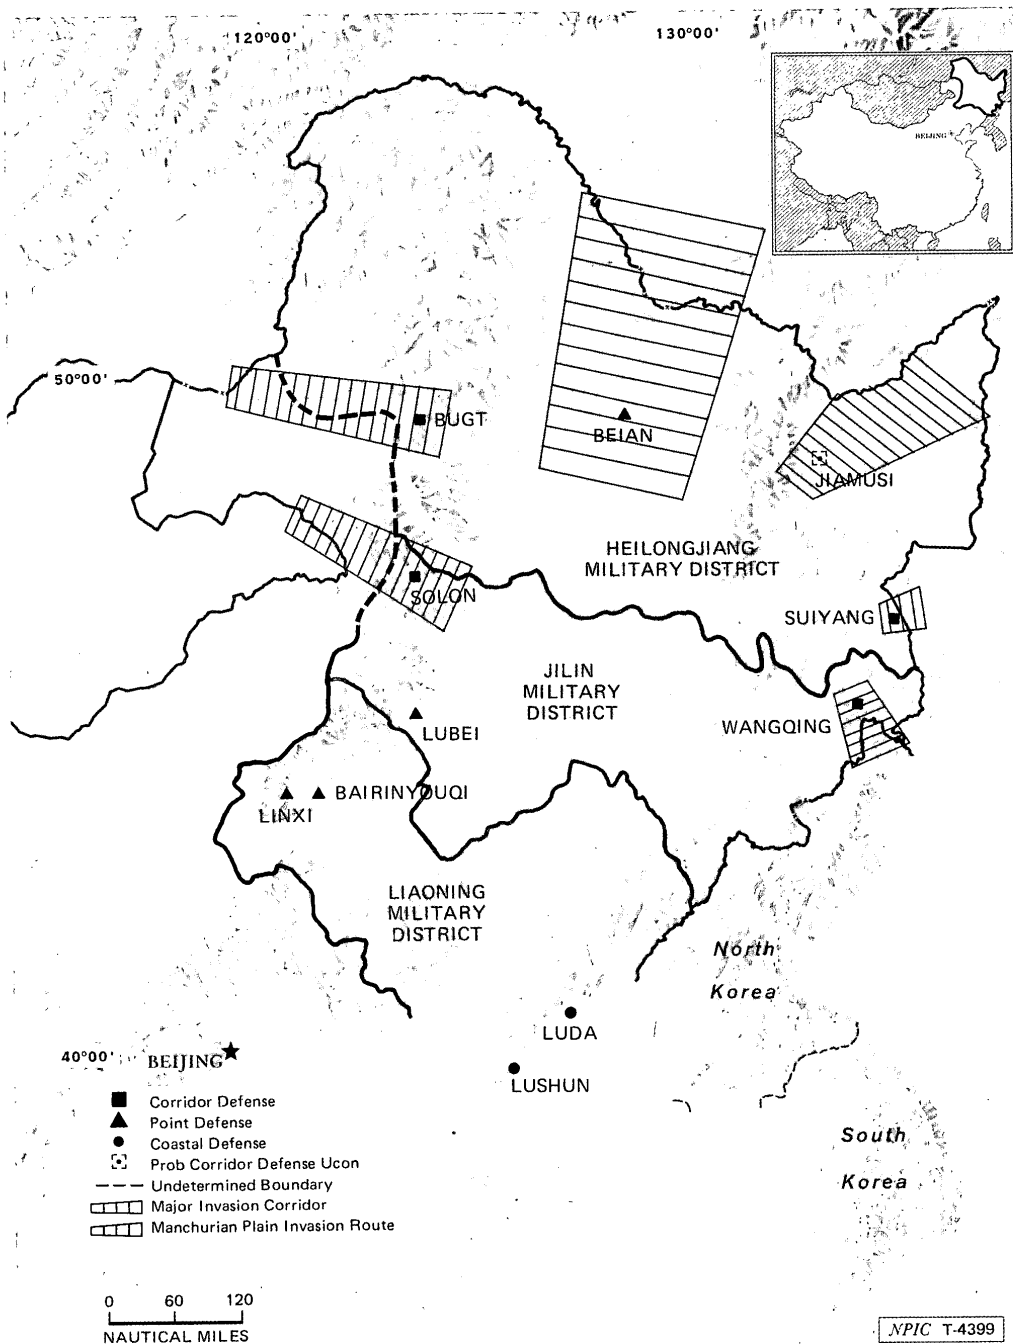 120°00'
130°00'
BEIJING
50°00'
BUGT
BEIAN
JIAMUSI
HEILONGJIANG
MILITARY DISTRICT
SOLON
SUIYANG
JILIN
MILITARY
DISTRICT
LUBEI
WANGQING
LINXI
BAIRINYOUQI
LIAONING
MILITARY
DISTRICT
North
Korea
LUDA
40°00'
BEIJING
LUSHUN
Corridor Defense
Point Defense
Coastal Defense
Prob Corridor Defense Ucon
Undetermined Boundary
Major Invasion Corridor
Manchurian Plain Invasion Route
South
Korea
0 60 120
NAUTICAL MILES
NPIC T-4399